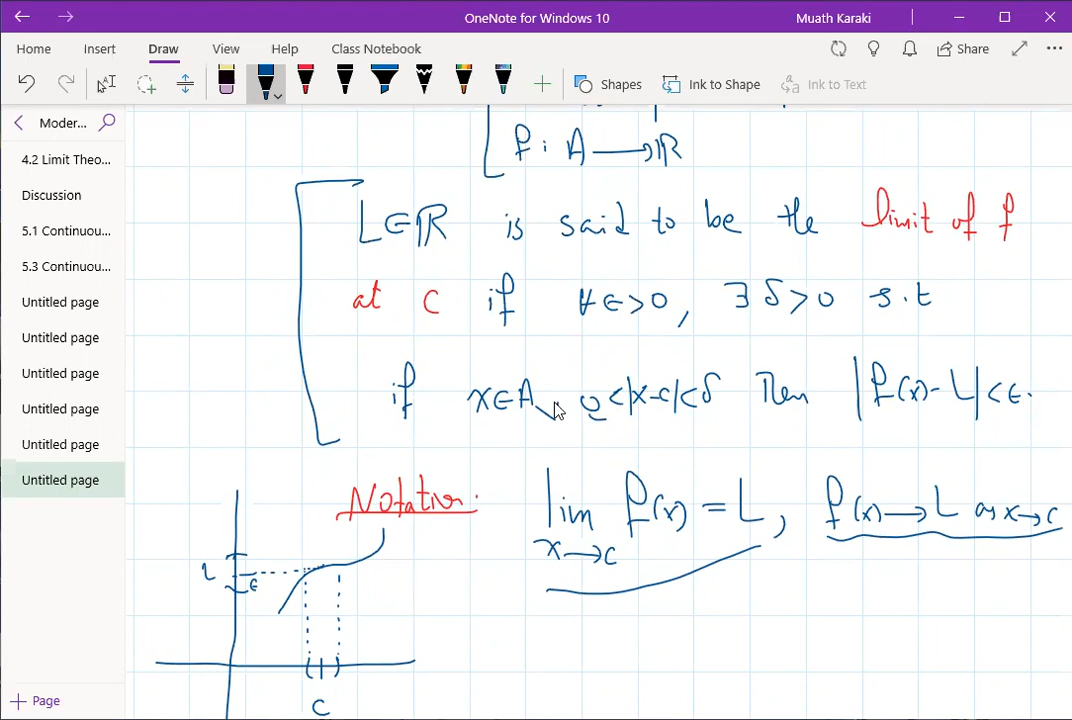 OneNote for Windows 10
Muath Karaki
Home Insert Draw View Help Class Notebook Share
Shapes Ink to Shape Ink to Text
Moder...
4.2 Limit Theo...
Discussion
5.1 Continuou...
5.3 Continuou...
Untitled page
Untitled page
Untitled page
Untitled page
Untitled page
Untitled page
Page
f : A ⟶ ℝ
L∈ℝ is said to be the limit of f
at c if ∀ϵ>0, ∃δ>0 s.t
if x∈A, 0<|x-c|<δ Then |f(x)-L|<ϵ.
Notation.
lim f(x) = L, f(x)⟶L as x→c
x⟶c
L
ϵ
c